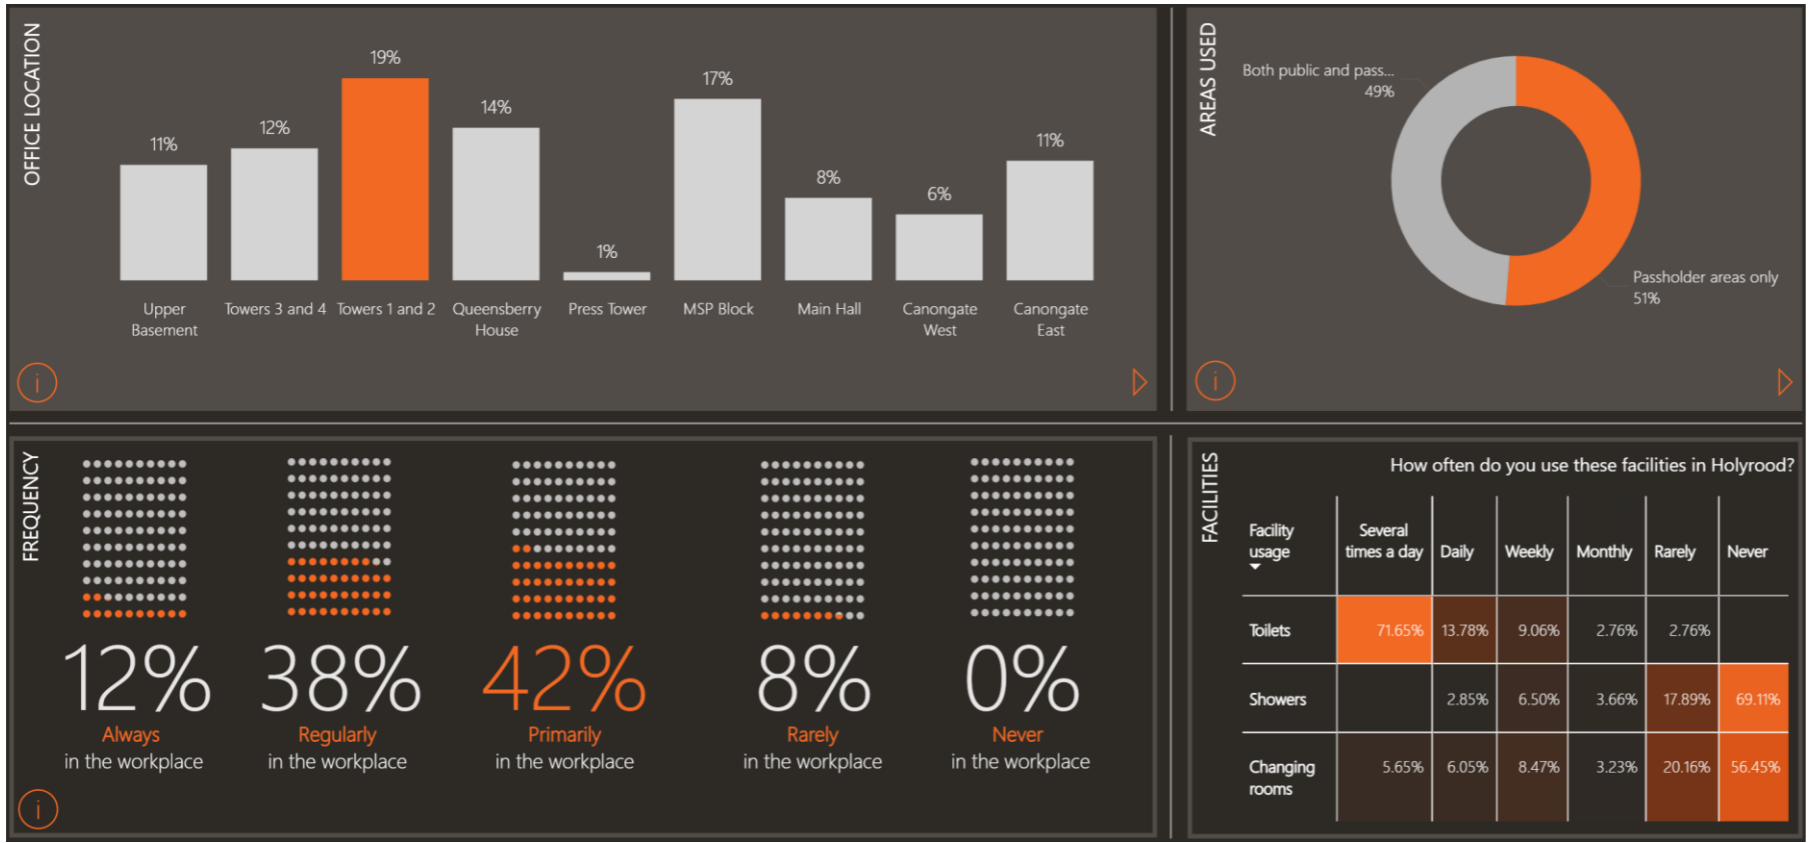 OFFICE LOCATION
11%
12%
19%
14%
1%
17%
8%
6%
11%
Upper
Basement
Towers 3 and 4
Towers 1 and 2
Queensberry
House
Press Tower
MSP Block
Main Hall
Canongate
West
Canongate
East
i
AREAS USED
Both public and pass...
49%
Passholder areas only
51%
i
FREQUENCY
12%
Always
in the workplace
38%
Regularly
in the workplace
42%
Primarily
in the workplace
8%
Rarely
in the workplace
0%
Never
in the workplace
i
FACILITIES
How often do you use these facilities in Holyrood?
Facility
usage
Several
times a day
Daily
Weekly
Monthly
Rarely
Never
Toilets
71.65%
13.78%
9.06%
2.76%
2.76%
Showers
2.85%
6.50%
3.66%
17.89%
69.11%
Changing
rooms
5.65%
6.05%
8.47%
3.23%
20.16%
56.45%